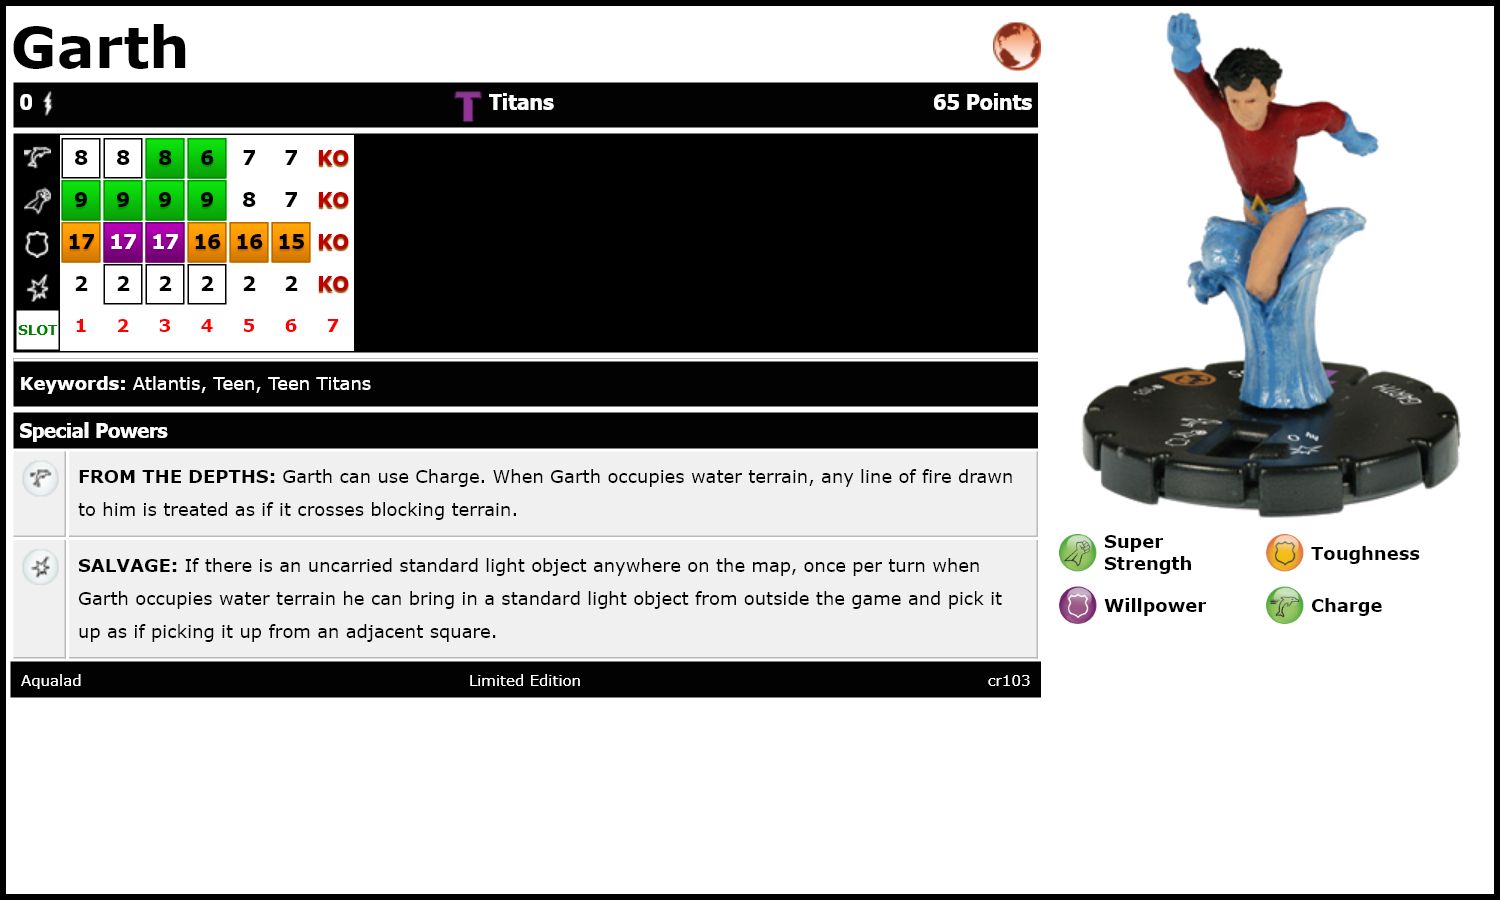 Garth
0 Titans 65 Points
8 8 8 6 7 7 KO
9 9 9 9 8 7 KO
17 17 17 16 16 15 KO
2 2 2 2 2 2 KO
SLOT 1 2 3 4 5 6 7
Keywords: Atlantis, Teen, Teen Titans
Special Powers
FROM THE DEPTHS: Garth can use Charge. When Garth occupies water terrain, any line of fire drawn
to him is treated as if it crosses blocking terrain.
SALVAGE: If there is an uncarried standard light object anywhere on the map, once per turn when
Garth occupies water terrain he can bring in a standard light object from outside the game and pick it
up as if picking it up from an adjacent square.
Aqualad Limited Edition cr103
GARTH
Super
Strength
Toughness
Willpower
Charge